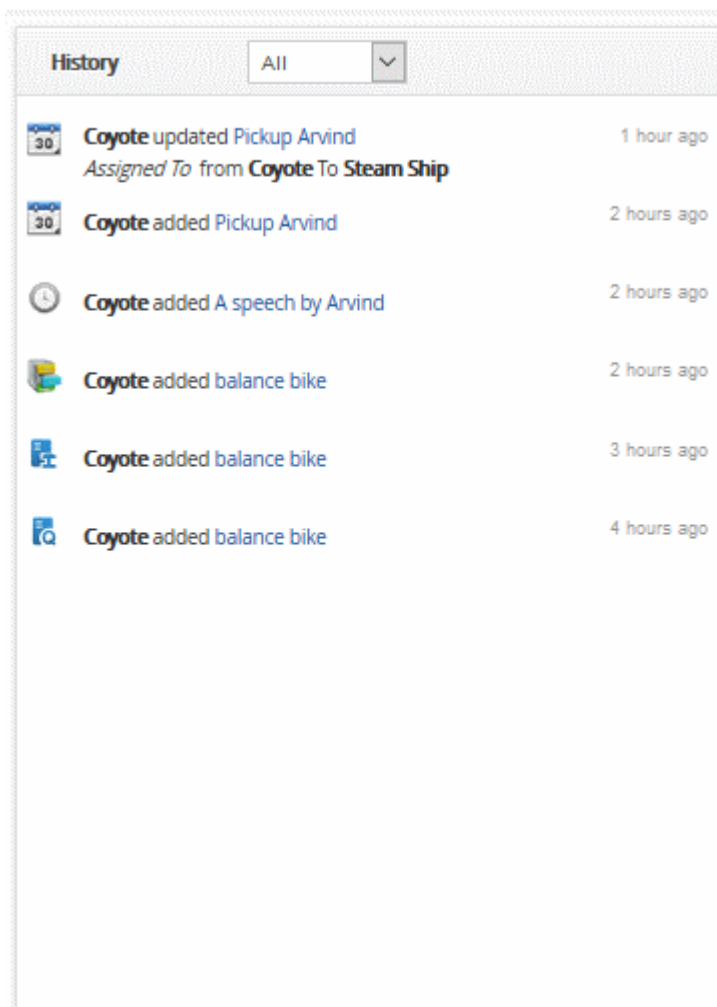 History All
Coyote updated Pickup Arvind 1 hour ago
Assigned To from Coyote To Steam Ship
30
Coyote added Pickup Arvind 2 hours ago
30
Coyote added A speech by Arvind 2 hours ago
Coyote added balance bike 2 hours ago
Coyote added balance bike 3 hours ago
Coyote added balance bike 4 hours ago